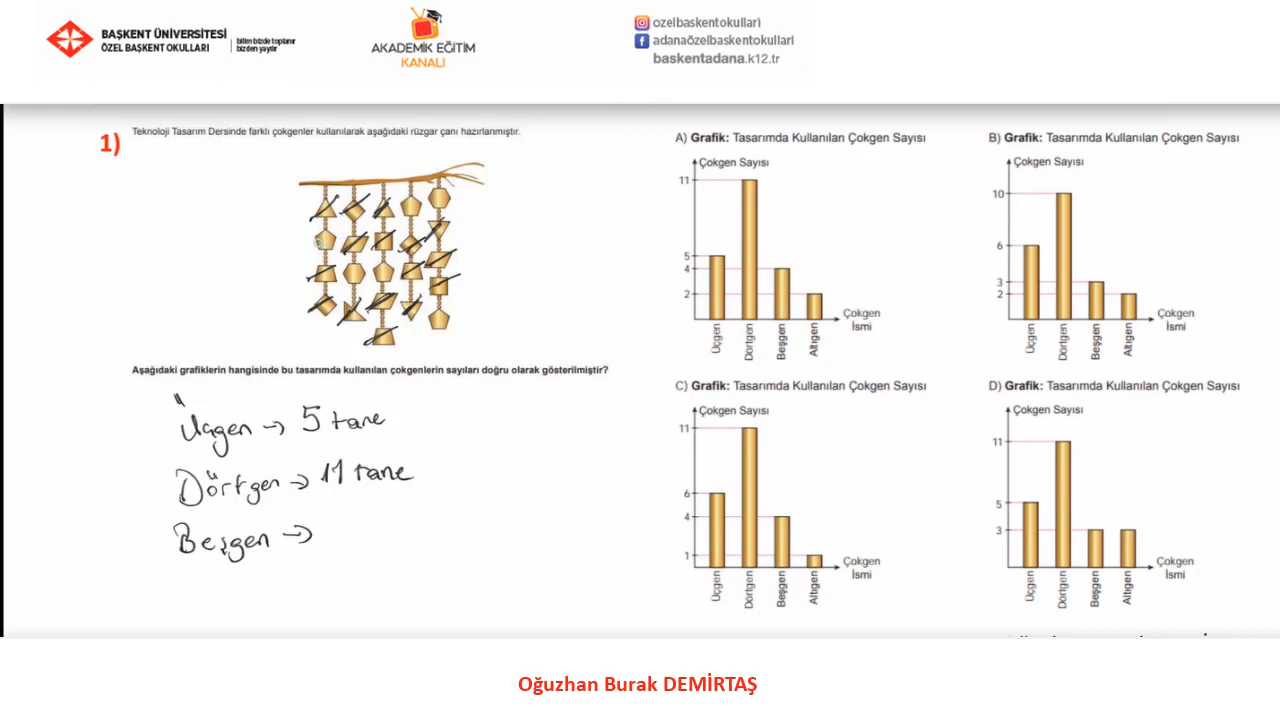 BAŞKENT ÜNİVERSİTESİ
ÖZEL BAŞKENT OKULLARI
bilim bizde toplanır
bizden yayılır
AKADEMİK EĞİTİM
KANALI
ozelbaskentokullari
adanaözelbaskentokullari
baskentadana.k12.tr
1)
Teknoloji Tasarım Dersinde farklı çokgenler kullanılarak aşağıdaki rüzgar çanı hazırlanmıştır.
Aşağıdaki grafiklerin hangisinde bu tasarımda kullanılan çokgenlerin sayıları doğru olarak gösterilmiştir?
Üçgen → 5 tane
Dörtgen → 11 tane
Beşgen →
A) Grafik: Tasarımda Kullanılan Çokgen Sayısı
Çokgen Sayısı
11
5
4
2
Üçgen
Dörtgen
Beşgen
Altıgen
Çokgen
İsmi
B) Grafik: Tasarımda Kullanılan Çokgen Sayısı
Çokgen Sayısı
10
6
3
2
Üçgen
Dörtgen
Beşgen
Altıgen
Çokgen
İsmi
C) Grafik: Tasarımda Kullanılan Çokgen Sayısı
Çokgen Sayısı
11
6
4
1
Üçgen
Dörtgen
Beşgen
Altıgen
Çokgen
İsmi
D) Grafik: Tasarımda Kullanılan Çokgen Sayısı
Çokgen Sayısı
11
5
3
Üçgen
Dörtgen
Beşgen
Altıgen
Çokgen
İsmi
Oğuzhan Burak DEMİRTAŞ